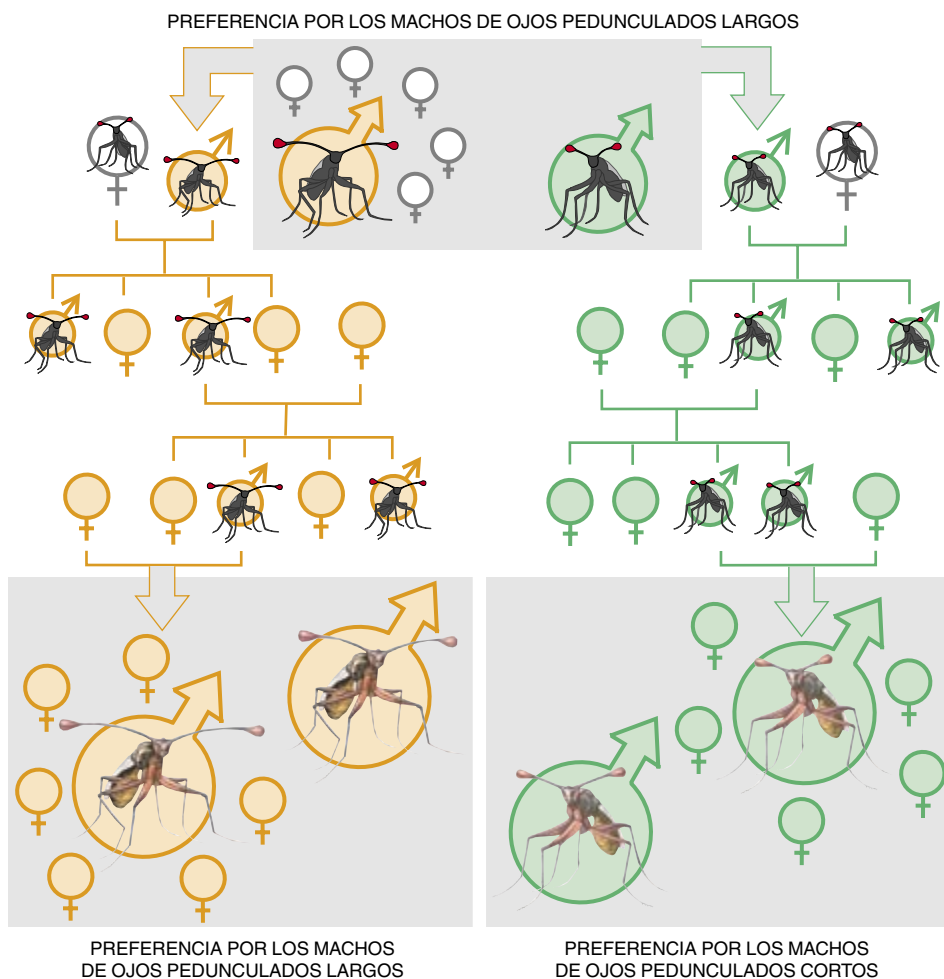 PREFERENCIA POR LOS MACHOS DE OJOS PEDUNCULADOS LARGOS
PREFERENCIA POR LOS MACHOS
DE OJOS PEDUNCULADOS LARGOS
PREFERENCIA POR LOS MACHOS
DE OJOS PEDUNCULADOS CORTOS